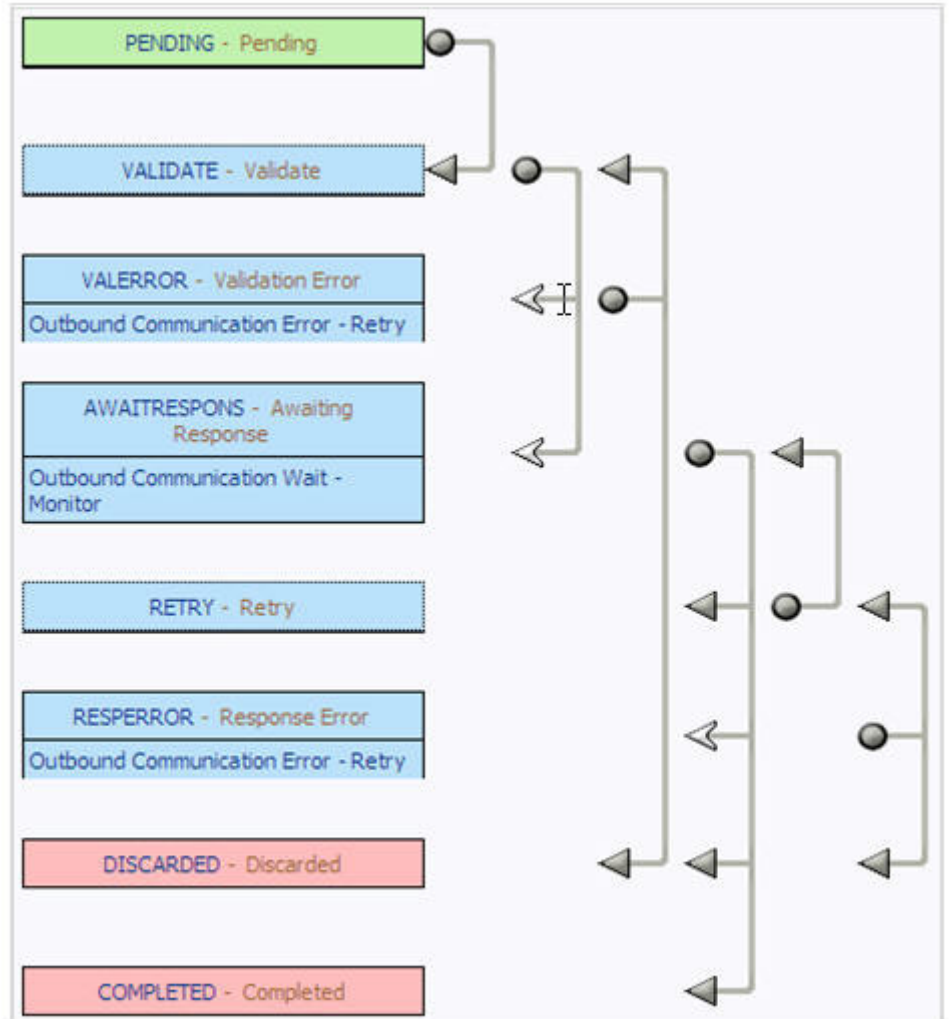 PENDING - Pending
VALIDATE - Validate
VALERROR - Validation Error
Outbound Communication Error - Retry
AWAITRESPONS - Awaiting
Response
Outbound Communication Wait -
Monitor
RETRY - Retry
RESPERROR - Response Error
Outbound Communication Error - Retry
DISCARDED - Discarded
COMPLETED - Completed